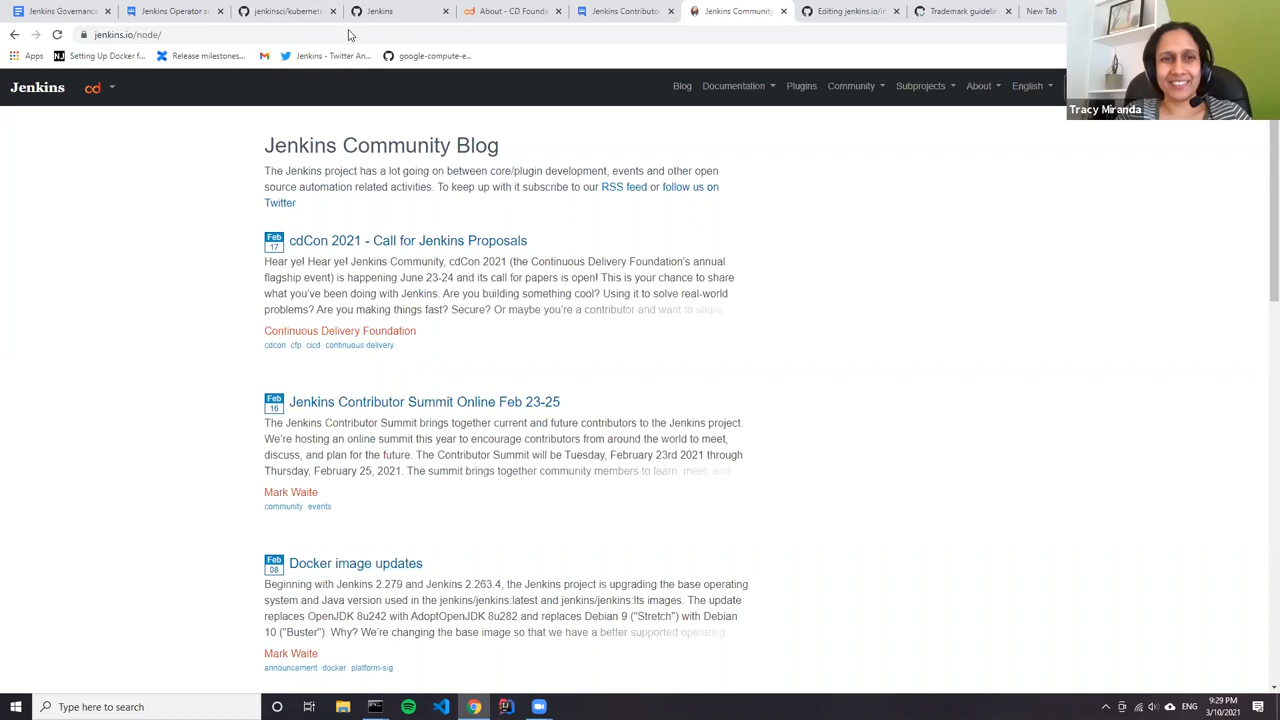 Jenkins Governance
Jenkins Operator s
jenkinsci/kubernet
Jenkins
About - CD Founda
Jenkins Contributo
Jenkins Community
Editing jenkins.io/ir
Trademark guidelin
New Tab
jenkins.io/node/
Apps
Setting Up Docker f...
Release milestones...
Jenkins - Twitter An...
google-compute-e...
Jenkins
cd
Blog
Documentation
Plugins
Community
Subprojects
About
English
Tracy Miranda
Jenkins Community Blog
The Jenkins project has a lot going on between core/plugin development, events and other open
source automation related activities. To keep up with it subscribe to our RSS feed or follow us on
Twitter
Feb
17
cdCon 2021 - Call for Jenkins Proposals
Hear ye! Hear ye! Jenkins Community, cdCon 2021 (the Continuous Delivery Foundation's annual
flagship event) is happening June 23-24 and its call for papers is open! This is your chance to share
what you've been doing with Jenkins. Are you building something cool? Using it to solve real-world
problems? Are you making things fast? Secure? Or maybe you're a contributor and want to share
Continuous Delivery Foundation
cdcon cfp cicd continuous delivery
Feb
16
Jenkins Contributor Summit Online Feb 23-25
The Jenkins Contributor Summit brings together current and future contributors to the Jenkins project.
We're hosting an online summit this year to encourage contributors from around the world to meet,
discuss, and plan for the future. The Contributor Summit will be Tuesday, February 23rd 2021 through
Thursday, February 25, 2021. The summit brings together community members to learn, meet, and
Mark Waite
community events
Feb
08
Docker image updates
Beginning with Jenkins 2.279 and Jenkins 2.263.4, the Jenkins project is upgrading the base operating
system and Java version used in the jenkins/jenkins:latest and jenkins/jenkins:lts images. The update
replaces OpenJDK 8u242 with AdoptOpenJDK 8u282 and replaces Debian 9 ("Stretch") with Debian
10 ("Buster"). Why? We're changing the base image so that we have a better supported operating
Mark Waite
announcement docker platform-sig
Type here to search
ENG
9:29 PM
3/10/2021